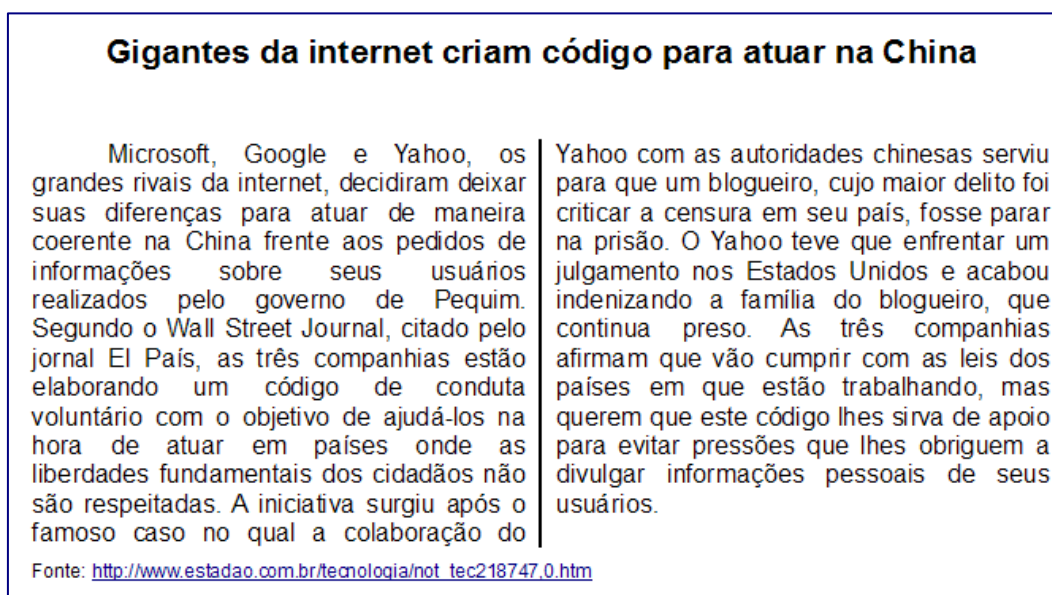 Gigantes da internet criam código para atuar na China
Microsoft, Google e Yahoo, os
grandes rivais da internet, decidiram deixar
suas diferenças para atuar de maneira
coerente na China frente aos pedidos de
informações sobre seus usuários
realizados pelo governo de Pequim.
Segundo o Wall Street Journal, citado pelo
jornal El País, as três companhias estão
elaborando um código de conduta
voluntário com o objetivo de ajudá-los na
hora de atuar em países onde as
liberdades fundamentais dos cidadãos não
são respeitadas. A iniciativa surgiu após o
famoso caso no qual a colaboração do
Yahoo com as autoridades chinesas serviu
para que um blogueiro, cujo maior delito foi
criticar a censura em seu país, fosse parar
na prisão. O Yahoo teve que enfrentar um
julgamento nos Estados Unidos e acabou
indenizando a família do blogueiro, que
continua preso. As três companhias
afirmam que vão cumprir com as leis dos
países em que estão trabalhando, mas
querem que este código lhes sirva de apoio
para evitar pressões que lhes obriguem a
divulgar informações pessoais de seus
usuários.
Fonte: http://www.estadao.com.br/tecnologia/not_tec218747,0.htm